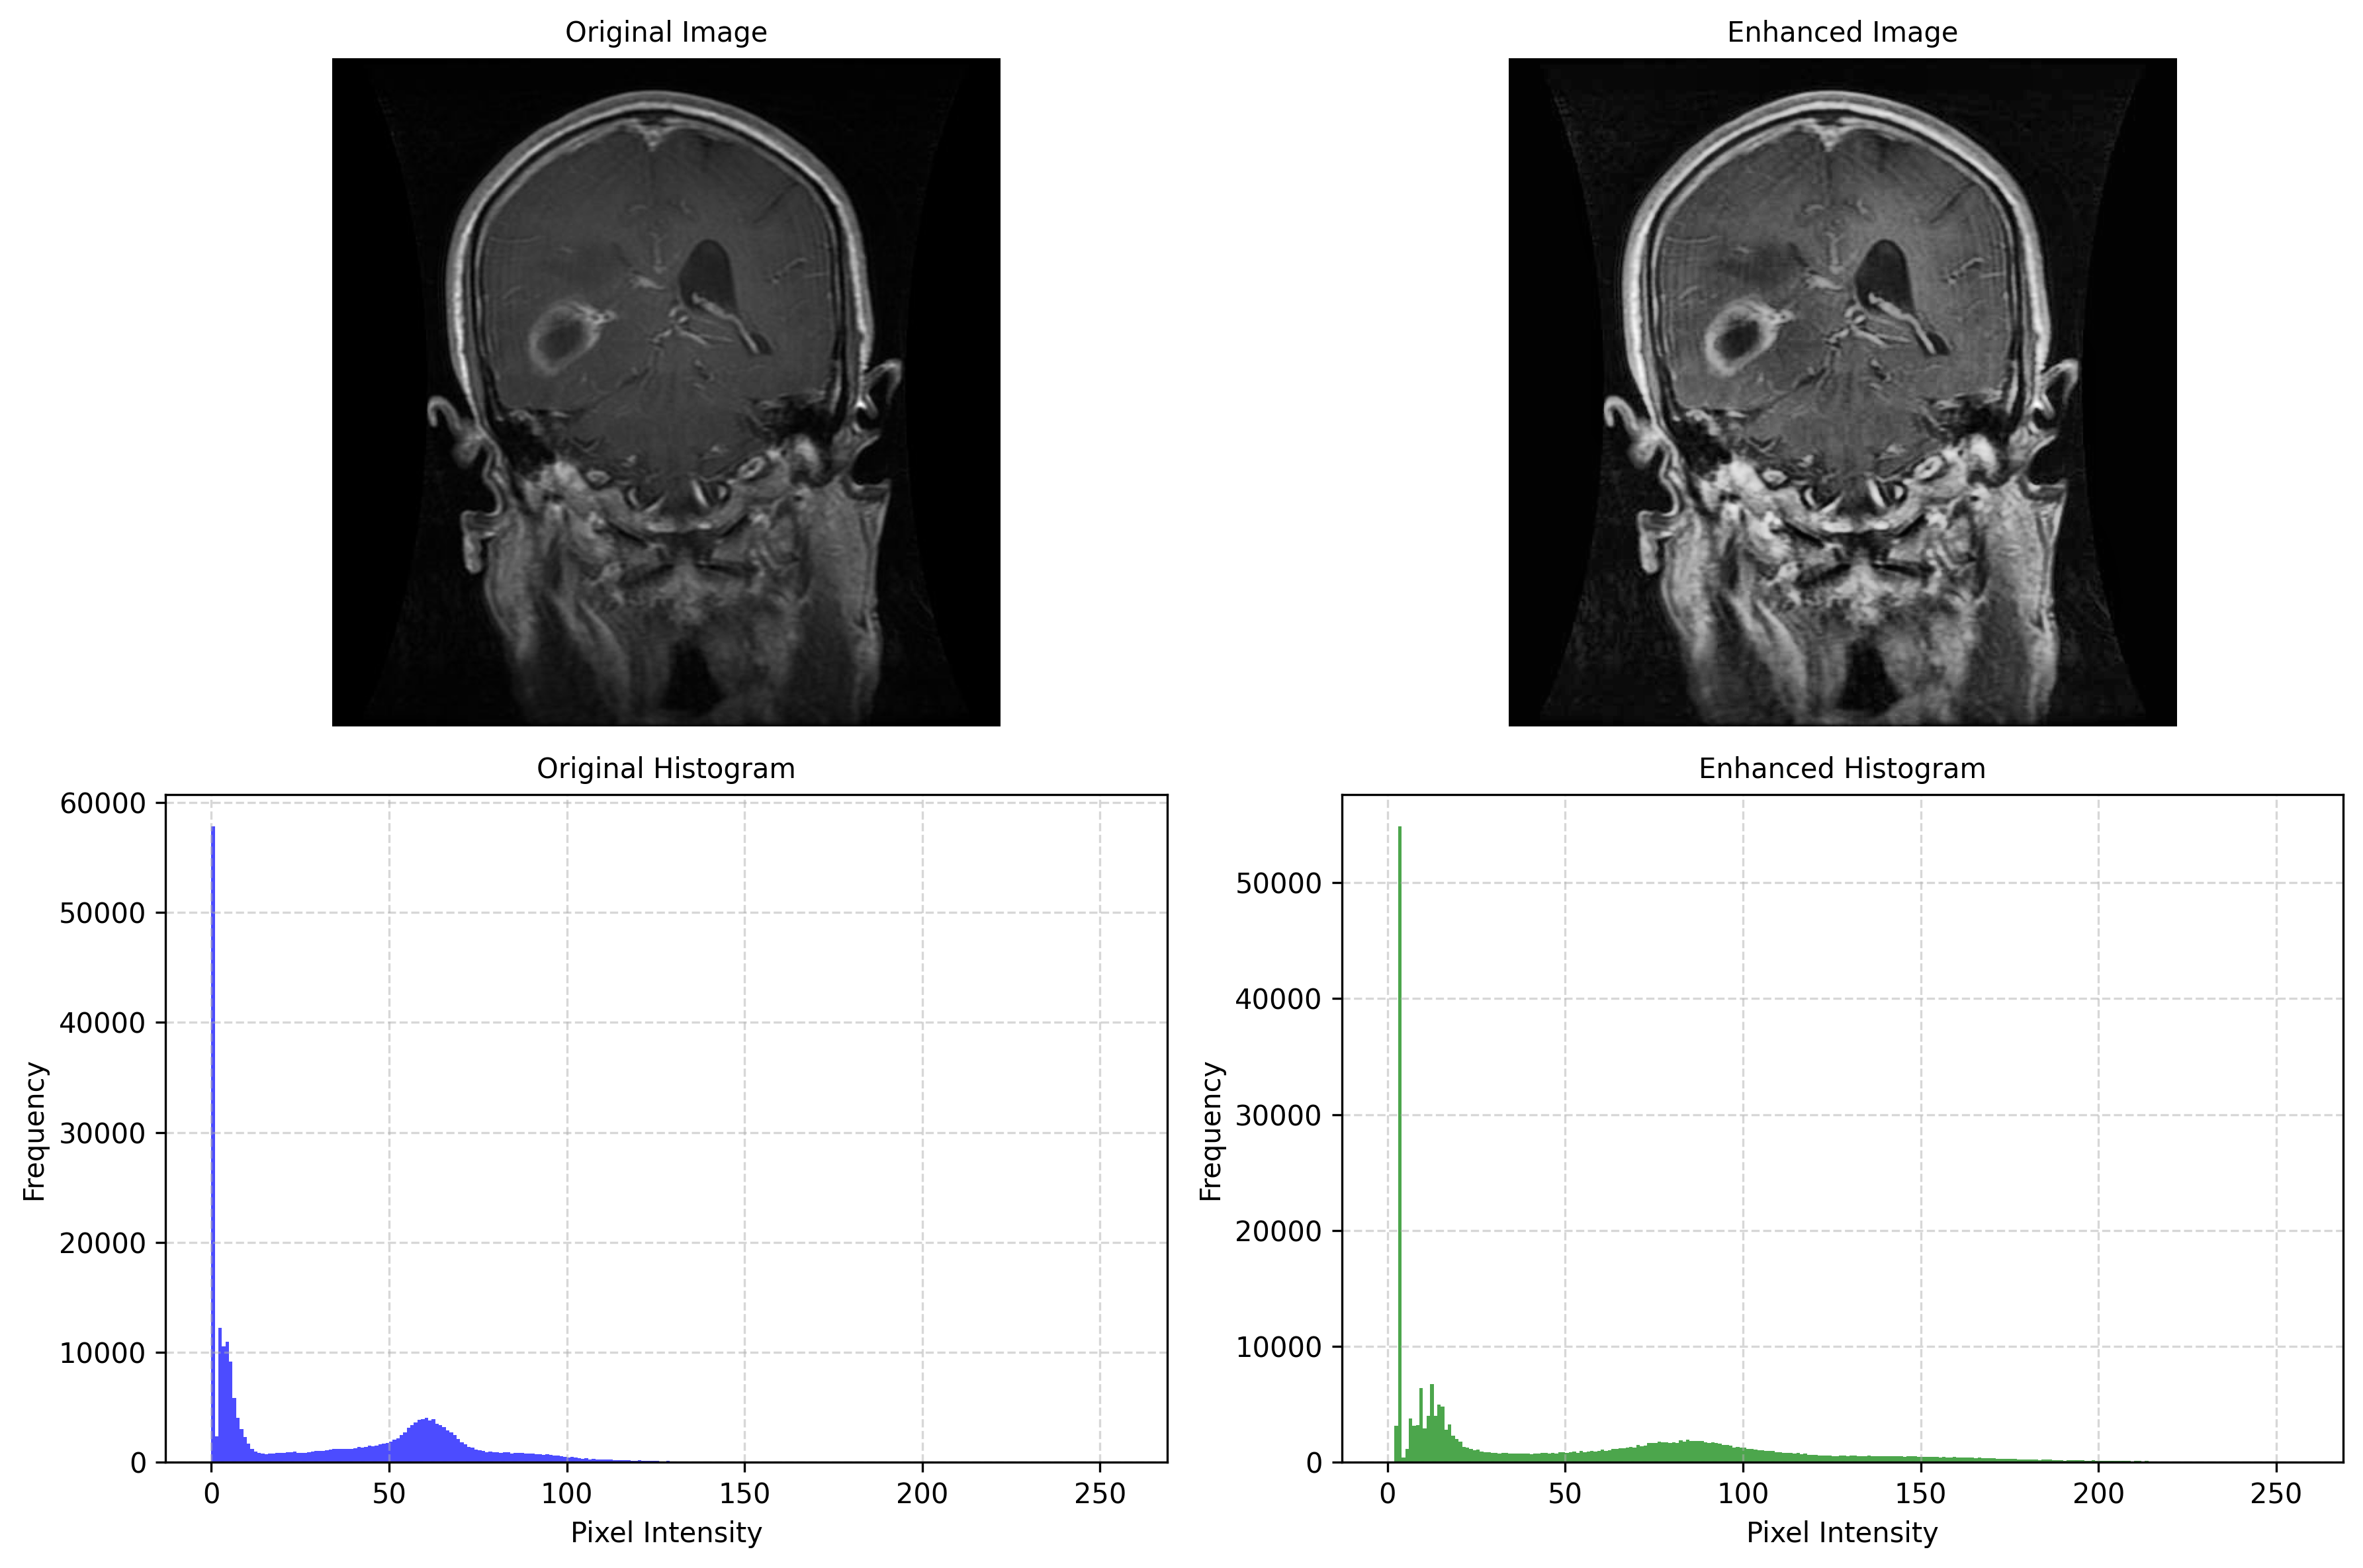 Original Image
Enhanced Image
Original Histogram
Enhanced Histogram
60000
50000
40000
30000
20000
10000
0
Frequency
0 50 100 150 200 250
Pixel Intensity
50000
40000
30000
20000
10000
0
Frequency
0 50 100 150 200 250
Pixel Intensity